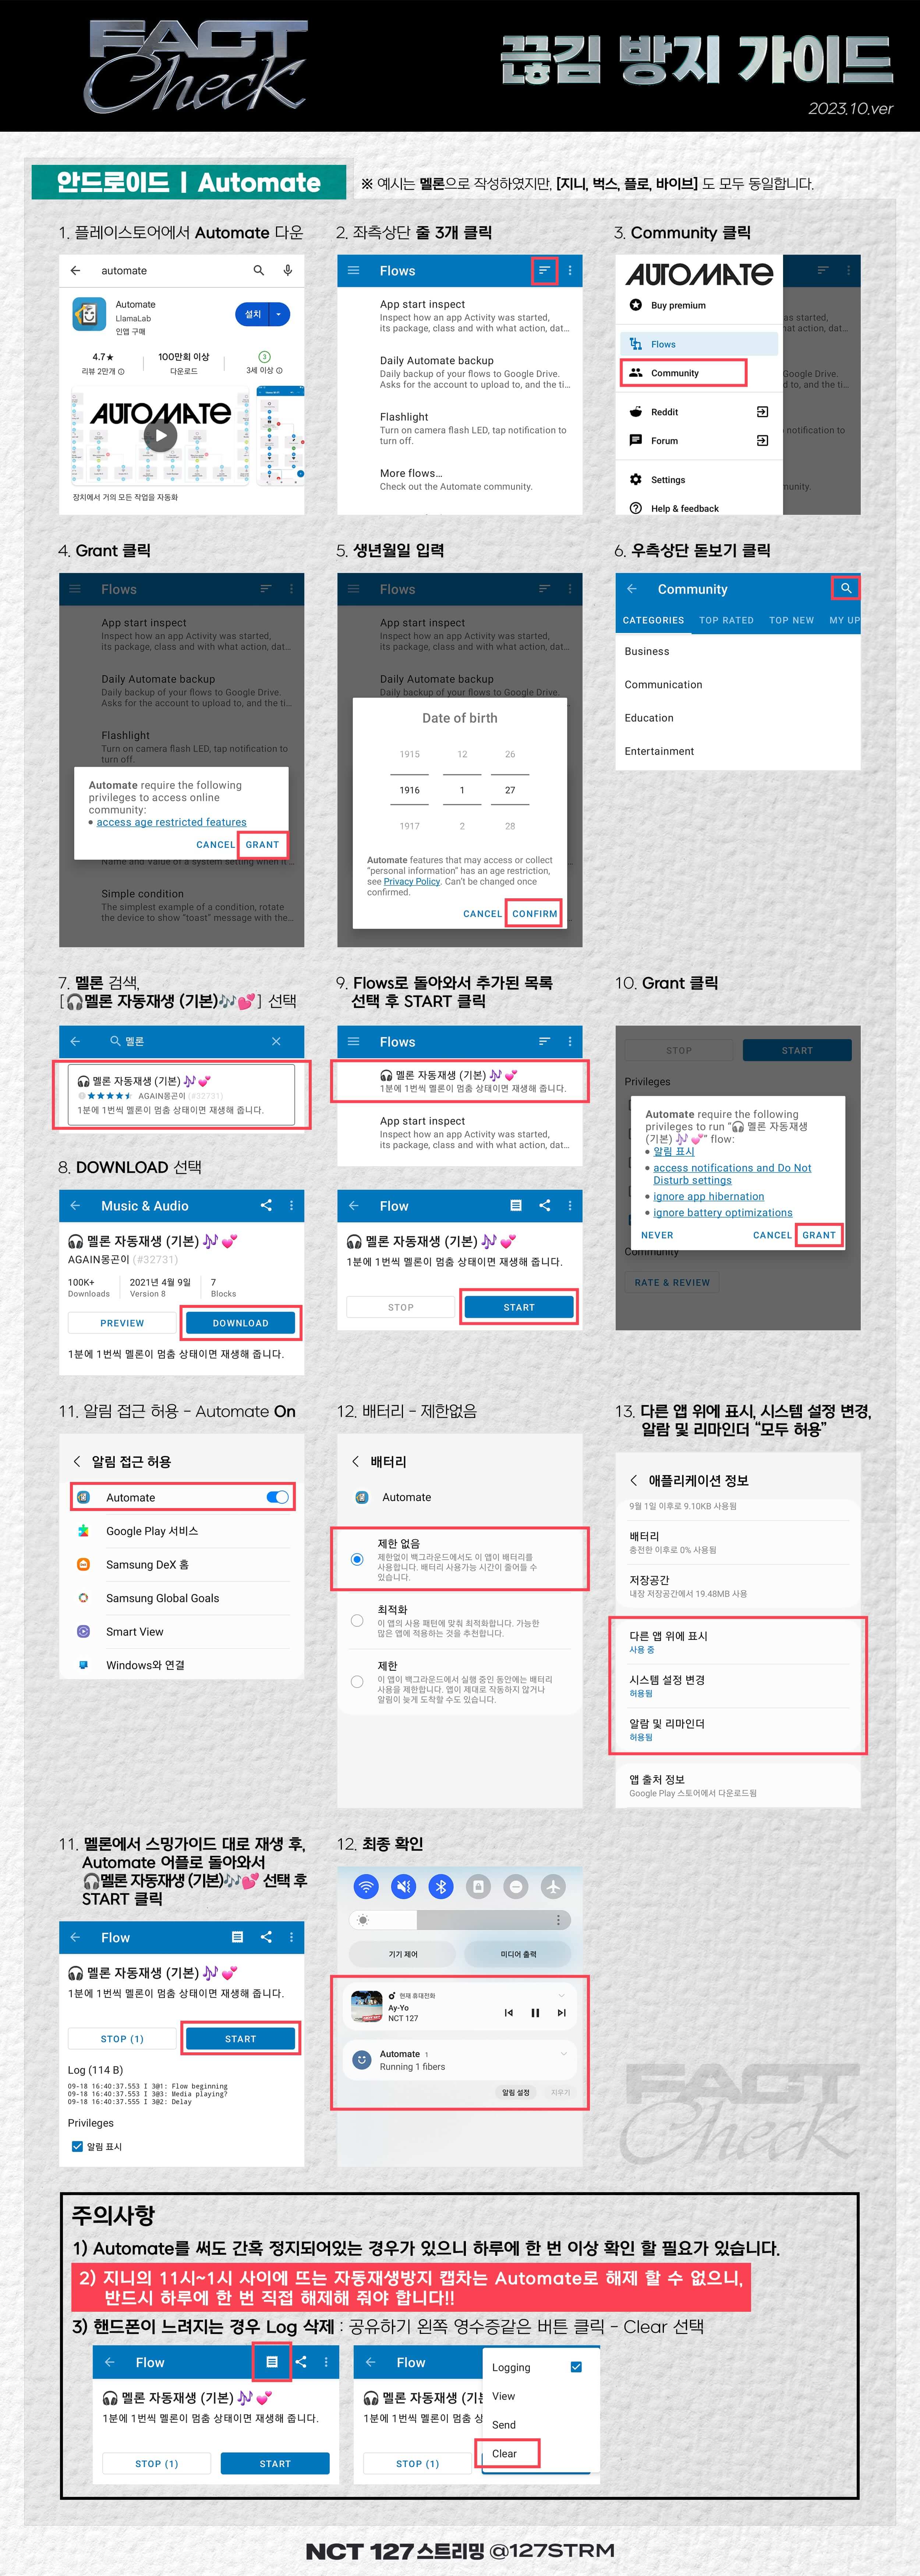 FACT
Check
끊김 방지 가이드
2023.10.ver
안드로이드 | Automate
※ 예시는 멜론으로 작성하였지만, [지니, 벅스, 플로, 바이브] 도 모두 동일합니다.
1. 플레이스토어에서 Automate 다운
automate
Automate
LlamaLab
인앱 구매
설치
4.7★
리뷰 2만개
100만회 이상
다운로드
3
3세 이상
AUTOMATE
장치에서 거의 모든 작업을 자동화
2. 좌측상단 줄 3개 클릭
Flows
App start inspect
Inspect how an app Activity was started,
its package, class and with what action, dat...
Daily Automate backup
Daily backup of your flows to Google Drive.
Asks for the account to upload to, and the ti...
Flashlight
Turn on camera flash LED, tap notification to
turn off.
More flows...
Check out the Automate community.
3. Community 클릭
AUTOMATE
Buy premium
Flows
Community
Reddit
Forum
Settings
Help & feedback
as started,
hat action, dat...
Drive.
d to, and the ti...
notification to
munity.
4. Grant 클릭
Flows
App start inspect
Inspect how an app Activity was started,
its package, class and with what action, dat...
Daily Automate backup
Daily backup of your flows to Google Drive.
Asks for the account to upload to, and the ti...
Flashlight
Turn on camera flash LED, tap notification to
turn off.
Automate require the following
privileges to access online
community:
• access age restricted features
CANCEL GRANT
Name and value of a system setting when it...
Simple condition
The simplest example of a condition, rotate
the device to show “toast” message with the...
5. 생년월일 입력
Flows
App start inspect
Inspect how an app Activity was started,
its package, class and with what action, dat...
Daily Automate backup
Daily backup of your flows to Google Drive.
Date of birth
1915 12 26
1916 1 27
1917 2 28
Automate features that may access or collect
“personal information” has an age restriction,
see Privacy Policy. Can't be changed once
confirmed.
CANCEL CONFIRM
6. 우측상단 돋보기 클릭
Community
CATEGORIES TOP RATED TOP NEW MY UP
Business
Communication
Education
Entertainment
7. 멜론 검색,
[🎧멜론 자동재생 (기본)🎶💕] 선택
멜론
🎧 멜론 자동재생 (기본) 🎶 💕
AGAIN몽곤이 (#32731)
1분에 1번씩 멜론이 멈춤 상태이면 재생해 줍니다.
8. DOWNLOAD 선택
Music & Audio
🎧 멜론 자동재생 (기본) 🎶 💕
AGAIN몽곤이 (#32731)
100K+
Downloads
2021년 4월 9일
Version 8
7
Blocks
PREVIEW
DOWNLOAD
1분에 1번씩 멜론이 멈춤 상태이면 재생해 줍니다.
9. Flows로 돌아와서 추가된 목록
선택 후 START 클릭
Flows
🎧 멜론 자동재생 (기본) 🎶 💕
1분에 1번씩 멜론이 멈춤 상태이면 재생해 줍니다.
App start inspect
Inspect how an app Activity was started,
its package, class and with what action, dat...
Flow
🎧 멜론 자동재생 (기본) 🎶 💕
1분에 1번씩 멜론이 멈춤 상태이면 재생해 줍니다.
STOP
START
10. Grant 클릭
STOP
START
Privileges
Automate require the following
privileges to run “🎧 멜론 자동재생
(기본) 🎶 💕” flow:
• 알림 표시
• access notifications and Do Not
Disturb settings
• ignore app hibernation
• ignore battery optimizations
NEVER CANCEL GRANT
Community
RATE & REVIEW
11. 알림 접근 허용 – Automate On
알림 접근 허용
Automate
Google Play 서비스
Samsung DeX 홈
Samsung Global Goals
Smart View
Windows와 연결
12. 배터리 – 제한없음
배터리
Automate
제한 없음
제한없이 백그라운드에서도 이 앱이 배터리를
사용합니다. 배터리 사용가능 시간이 줄어들 수
있습니다.
최적화
이 앱의 사용 패턴에 맞춰 최적화합니다. 가능한
많은 앱에 적용하는 것을 추천합니다.
제한
이 앱이 백그라운드에서 실행 중인 동안에는 배터리
사용을 제한합니다. 앱이 제대로 작동하지 않거나
알림이 늦게 도착할 수도 있습니다.
13. 다른 앱 위에 표시, 시스템 설정 변경,
알람 및 리마인더 “모두 허용”
애플리케이션 정보
9월 1일 이후로 9.10KB 사용됨
배터리
충전한 이후로 0% 사용됨
저장공간
내장 저장공간에서 19.48MB 사용
다른 앱 위에 표시
사용 중
시스템 설정 변경
허용됨
알람 및 리마인더
허용됨
앱 출처 정보
Google Play 스토어에서 다운로드됨
11. 멜론에서 스밍가이드 대로 재생 후,
Automate 어플로 돌아와서
🎧멜론 자동재생 (기본)🎶💕 선택 후
START 클릭
Flow
🎧 멜론 자동재생 (기본) 🎶 💕
1분에 1번씩 멜론이 멈춤 상태이면 재생해 줍니다.
STOP (1)
START
Log (114 B)
09-18 16:40:37.553 I 3@1: Flow beginning
09-18 16:40:37.553 I 3@3: Media playing?
09-18 16:40:37.555 I 3@2: Delay
Privileges
알림 표시
12. 최종 확인
기기 제어
미디어 출력
현재 휴대전화
Ay-Yo
NCT 127
Automate 1
Running 1 fibers
알림 설정
지우기
FACT
Check
주의사항
1) Automate를 써도 간혹 정지되어있는 경우가 있으니 하루에 한 번 이상 확인 할 필요가 있습니다.
2) 지니의 11시~1시 사이에 뜨는 자동재생방지 캡차는 Automate로 해제 할 수 없으니,
반드시 하루에 한 번 직접 해제해 줘야 합니다!!
3) 핸드폰이 느려지는 경우 Log 삭제 : 공유하기 왼쪽 영수증같은 버튼 클릭 – Clear 선택
Flow
🎧 멜론 자동재생 (기본) 🎶 💕
1분에 1번씩 멜론이 멈춤 상태이면 재생해 줍니다.
STOP (1)
START
Flow
🎧 멜론 자동재생 (기본
1분에 1번씩 멜론이 멈춤 상
STOP (1)
Logging
View
Send
Clear
NCT 127 스트리밍 @127STRM